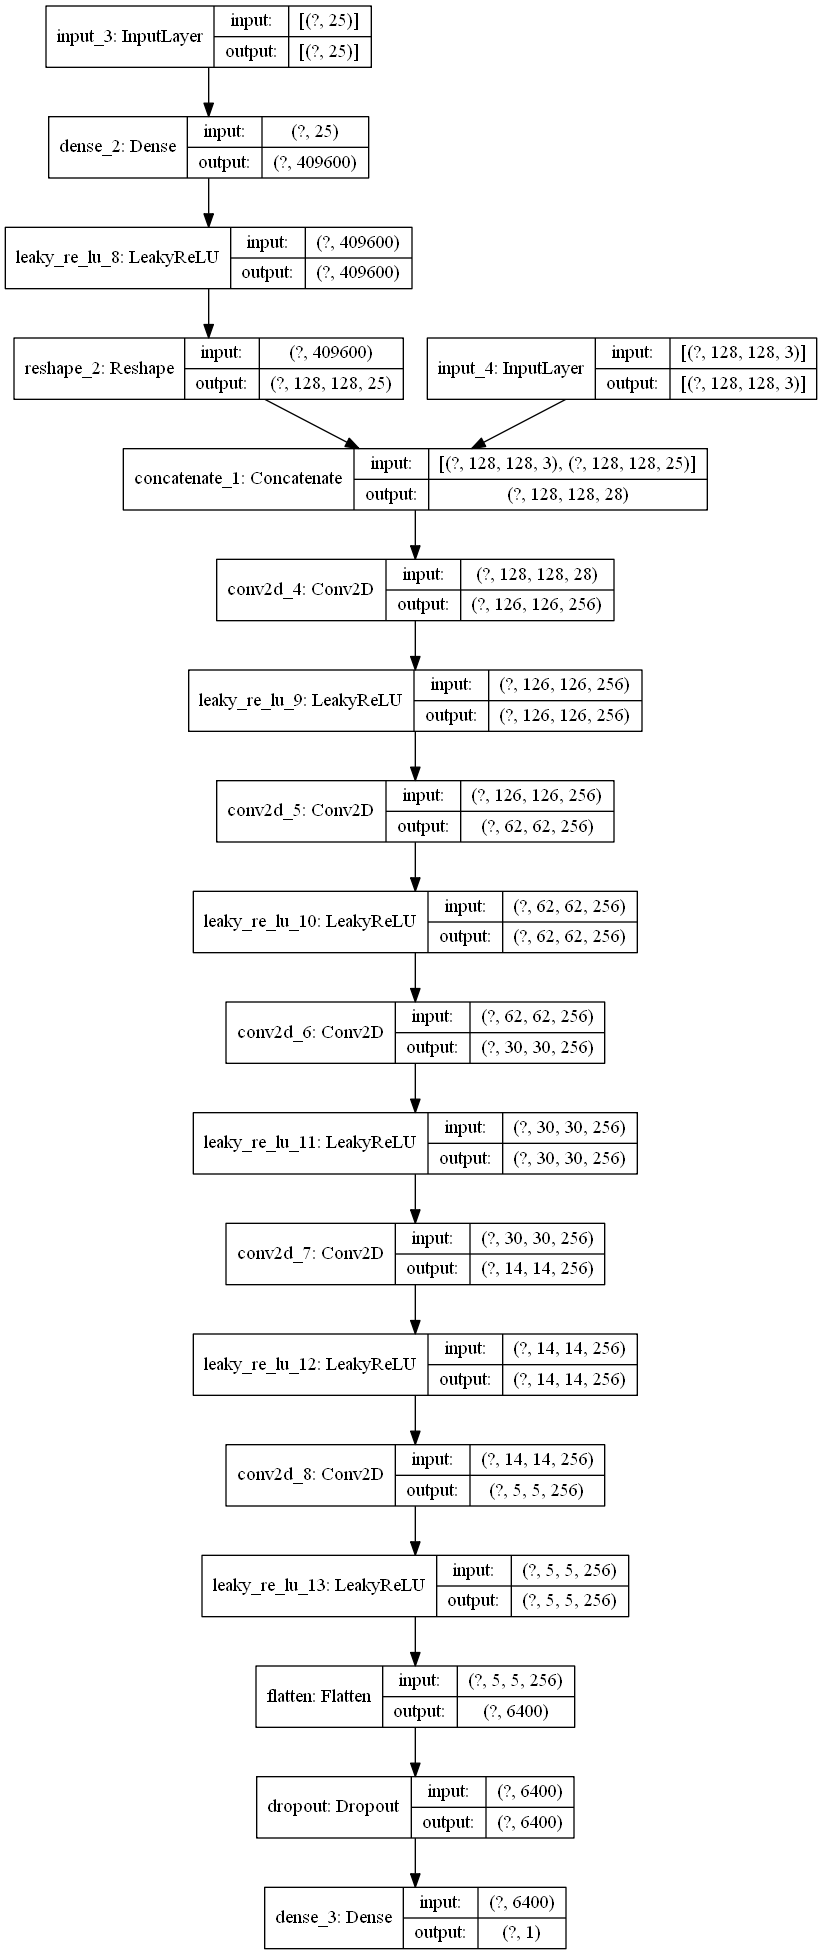 input_3: InputLayer
input: [(?, 25)]
output: [(?, 25)]
dense_2: Dense
input: (?, 25)
output: (?, 409600)
leaky_re_lu_8: LeakyReLU
input: (?, 409600)
output: (?, 409600)
reshape_2: Reshape
input: (?, 409600)
output: (?, 128, 128, 25)
input_4: InputLayer
input: [(?, 128, 128, 3)]
output: [(?, 128, 128, 3)]
concatenate_1: Concatenate
input: [(?, 128, 128, 3), (?, 128, 128, 25)]
output: (?, 128, 128, 28)
conv2d_4: Conv2D
input: (?, 128, 128, 28)
output: (?, 126, 126, 256)
leaky_re_lu_9: LeakyReLU
input: (?, 126, 126, 256)
output: (?, 126, 126, 256)
conv2d_5: Conv2D
input: (?, 126, 126, 256)
output: (?, 62, 62, 256)
leaky_re_lu_10: LeakyReLU
input: (?, 62, 62, 256)
output: (?, 62, 62, 256)
conv2d_6: Conv2D
input: (?, 62, 62, 256)
output: (?, 30, 30, 256)
leaky_re_lu_11: LeakyReLU
input: (?, 30, 30, 256)
output: (?, 30, 30, 256)
conv2d_7: Conv2D
input: (?, 30, 30, 256)
output: (?, 14, 14, 256)
leaky_re_lu_12: LeakyReLU
input: (?, 14, 14, 256)
output: (?, 14, 14, 256)
conv2d_8: Conv2D
input: (?, 14, 14, 256)
output: (?, 5, 5, 256)
leaky_re_lu_13: LeakyReLU
input: (?, 5, 5, 256)
output: (?, 5, 5, 256)
flatten: Flatten
input: (?, 5, 5, 256)
output: (?, 6400)
dropout: Dropout
input: (?, 6400)
output: (?, 6400)
dense_3: Dense
input: (?, 6400)
output: (?, 1)